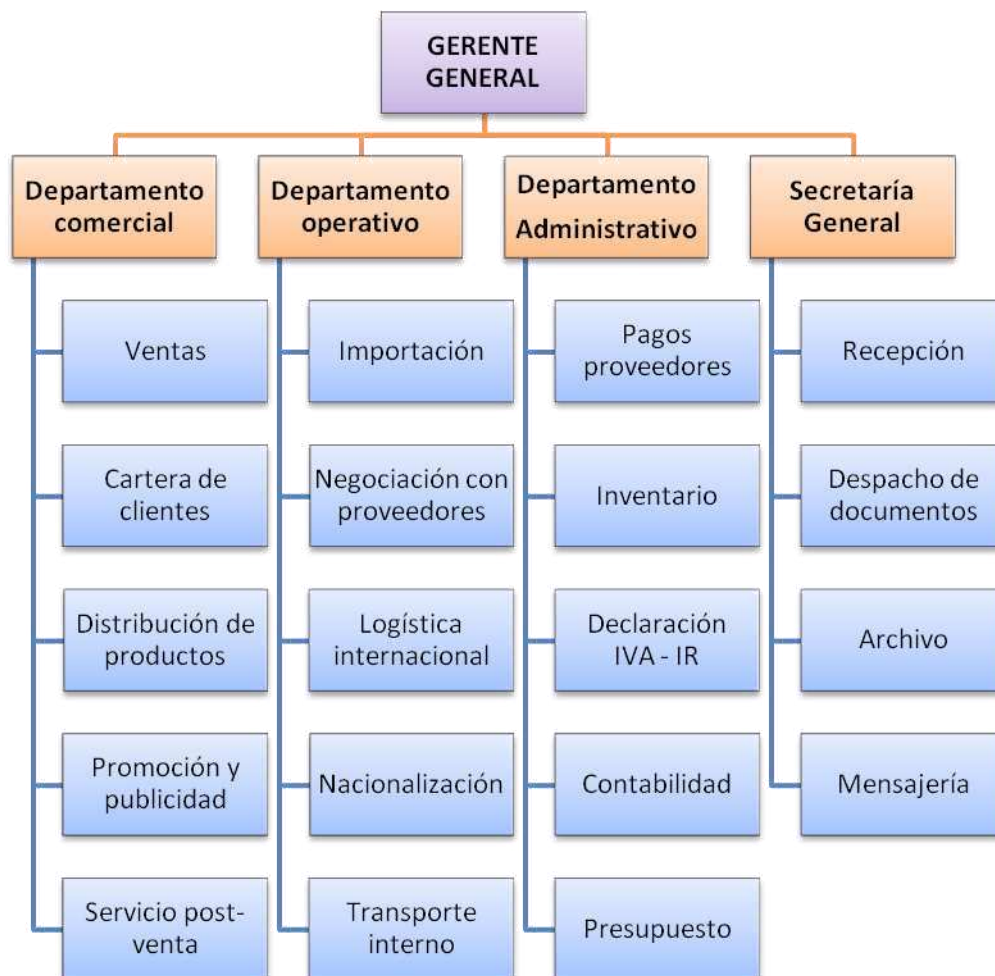 GERENTE
GENERAL
Departamento
comercial
Departamento
operativo
Departamento
Administrativo
Secretaría
General
Ventas
Cartera de
clientes
Distribución de
productos
Promoción y
publicidad
Servicio post-
venta
Importación
Negociación con
proveedores
Logística
internacional
Nacionalización
Transporte
interno
Pagos
proveedores
Inventario
Declaración
IVA - IR
Contabilidad
Presupuesto
Recepción
Despacho de
documentos
Archivo
Mensajería